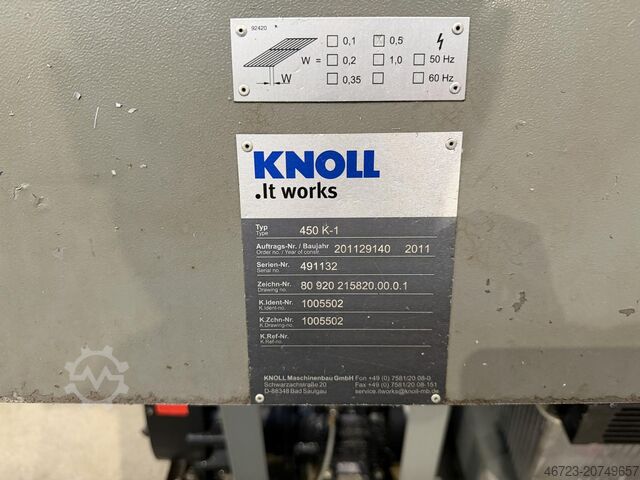 92420
0,1 0,5
W = 0,2 1,0 50 Hz
W 0,35 60 Hz
KNOLL
.It works
Typ 450 K-1
Type
Auftrags-Nr. / Baujahr 201129140 2011
Order no. / Year of constr.
Serien-Nr. 491132
Serial no.
Zeichn-Nr. 80 920 215820.00.0.1
Drawing no.
K.Ident-Nr. 1005502
K.Ident-no.
K.Zchn-Nr. 1005502
K.Drawing-no.
K.Ref-Nr.
K.Ref-no.
KNOLL Maschinenbau GmbH Fon +49 (0) 7581/20 08-0
Schwarzachstraße 20 Fax +49 (0) 7581/20 08-151
D-88348 Bad Saulgau service.itworks@knoll-mb.de
46723-20749657